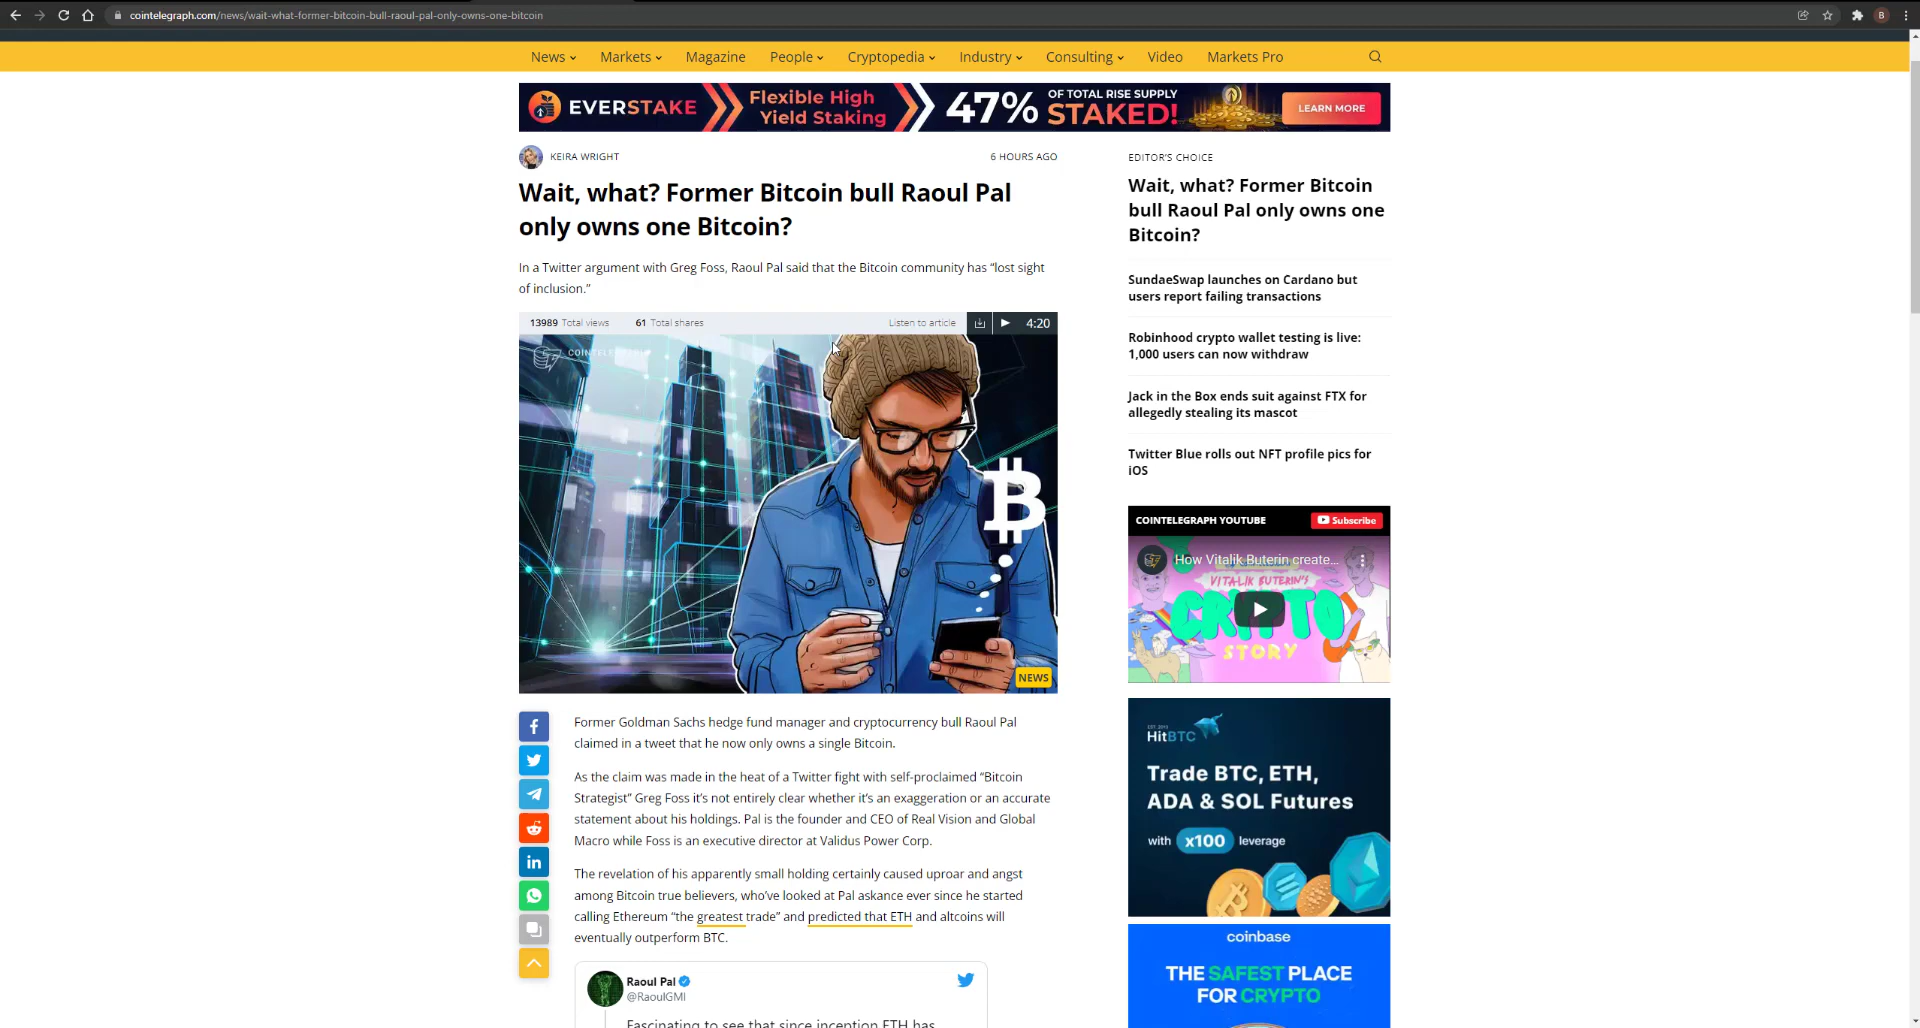 cointelegraph.com/news/wait-what-former-bitcoin-bull-raoul-pal-only-owns-one-bitcoin
B
News Markets Magazine People Cryptopedia Industry Consulting Video Markets Pro
EVERSTAKE
Flexible High
Yield Staking
47%
OF TOTAL RISE SUPPLY
STAKED!
LEARN MORE
KEIRA WRIGHT
6 HOURS AGO
Wait, what? Former Bitcoin bull Raoul Pal
only owns one Bitcoin?
In a Twitter argument with Greg Foss, Raoul Pal said that the Bitcoin community has “lost sight
of inclusion.”
13989 Total views 61 Total shares Listen to article 4:20
NEWS
Former Goldman Sachs hedge fund manager and cryptocurrency bull Raoul Pal
claimed in a tweet that he now only owns a single Bitcoin.
As the claim was made in the heat of a Twitter fight with self-proclaimed “Bitcoin
Strategist” Greg Foss it’s not entirely clear whether it’s an exaggeration or an accurate
statement about his holdings. Pal is the founder and CEO of Real Vision and Global
Macro while Foss is an executive director at Validus Power Corp.
The revelation of his apparently small holding certainly caused uproar and angst
among Bitcoin true believers, who’ve looked at Pal askance ever since he started
calling Ethereum “the greatest trade” and predicted that ETH and altcoins will
eventually outperform BTC.
Raoul Pal
@RaoulGMI
Fascinating to see that since inception ETH has
EDITOR'S CHOICE
Wait, what? Former Bitcoin
bull Raoul Pal only owns one
Bitcoin?
SundaeSwap launches on Cardano but
users report failing transactions
Robinhood crypto wallet testing is live:
1,000 users can now withdraw
Jack in the Box ends suit against FTX for
allegedly stealing its mascot
Twitter Blue rolls out NFT profile pics for
iOS
COINTELEGRAPH YOUTUBE
Subscribe
How Vitalik Buterin create...
VITALIK BUTERIN'S
CRYPTO
STORY
EST. 2013
HitBTC
Trade BTC, ETH,
ADA & SOL Futures
with x100 leverage
coinbase
THE SAFEST PLACE
FOR CRYPTO